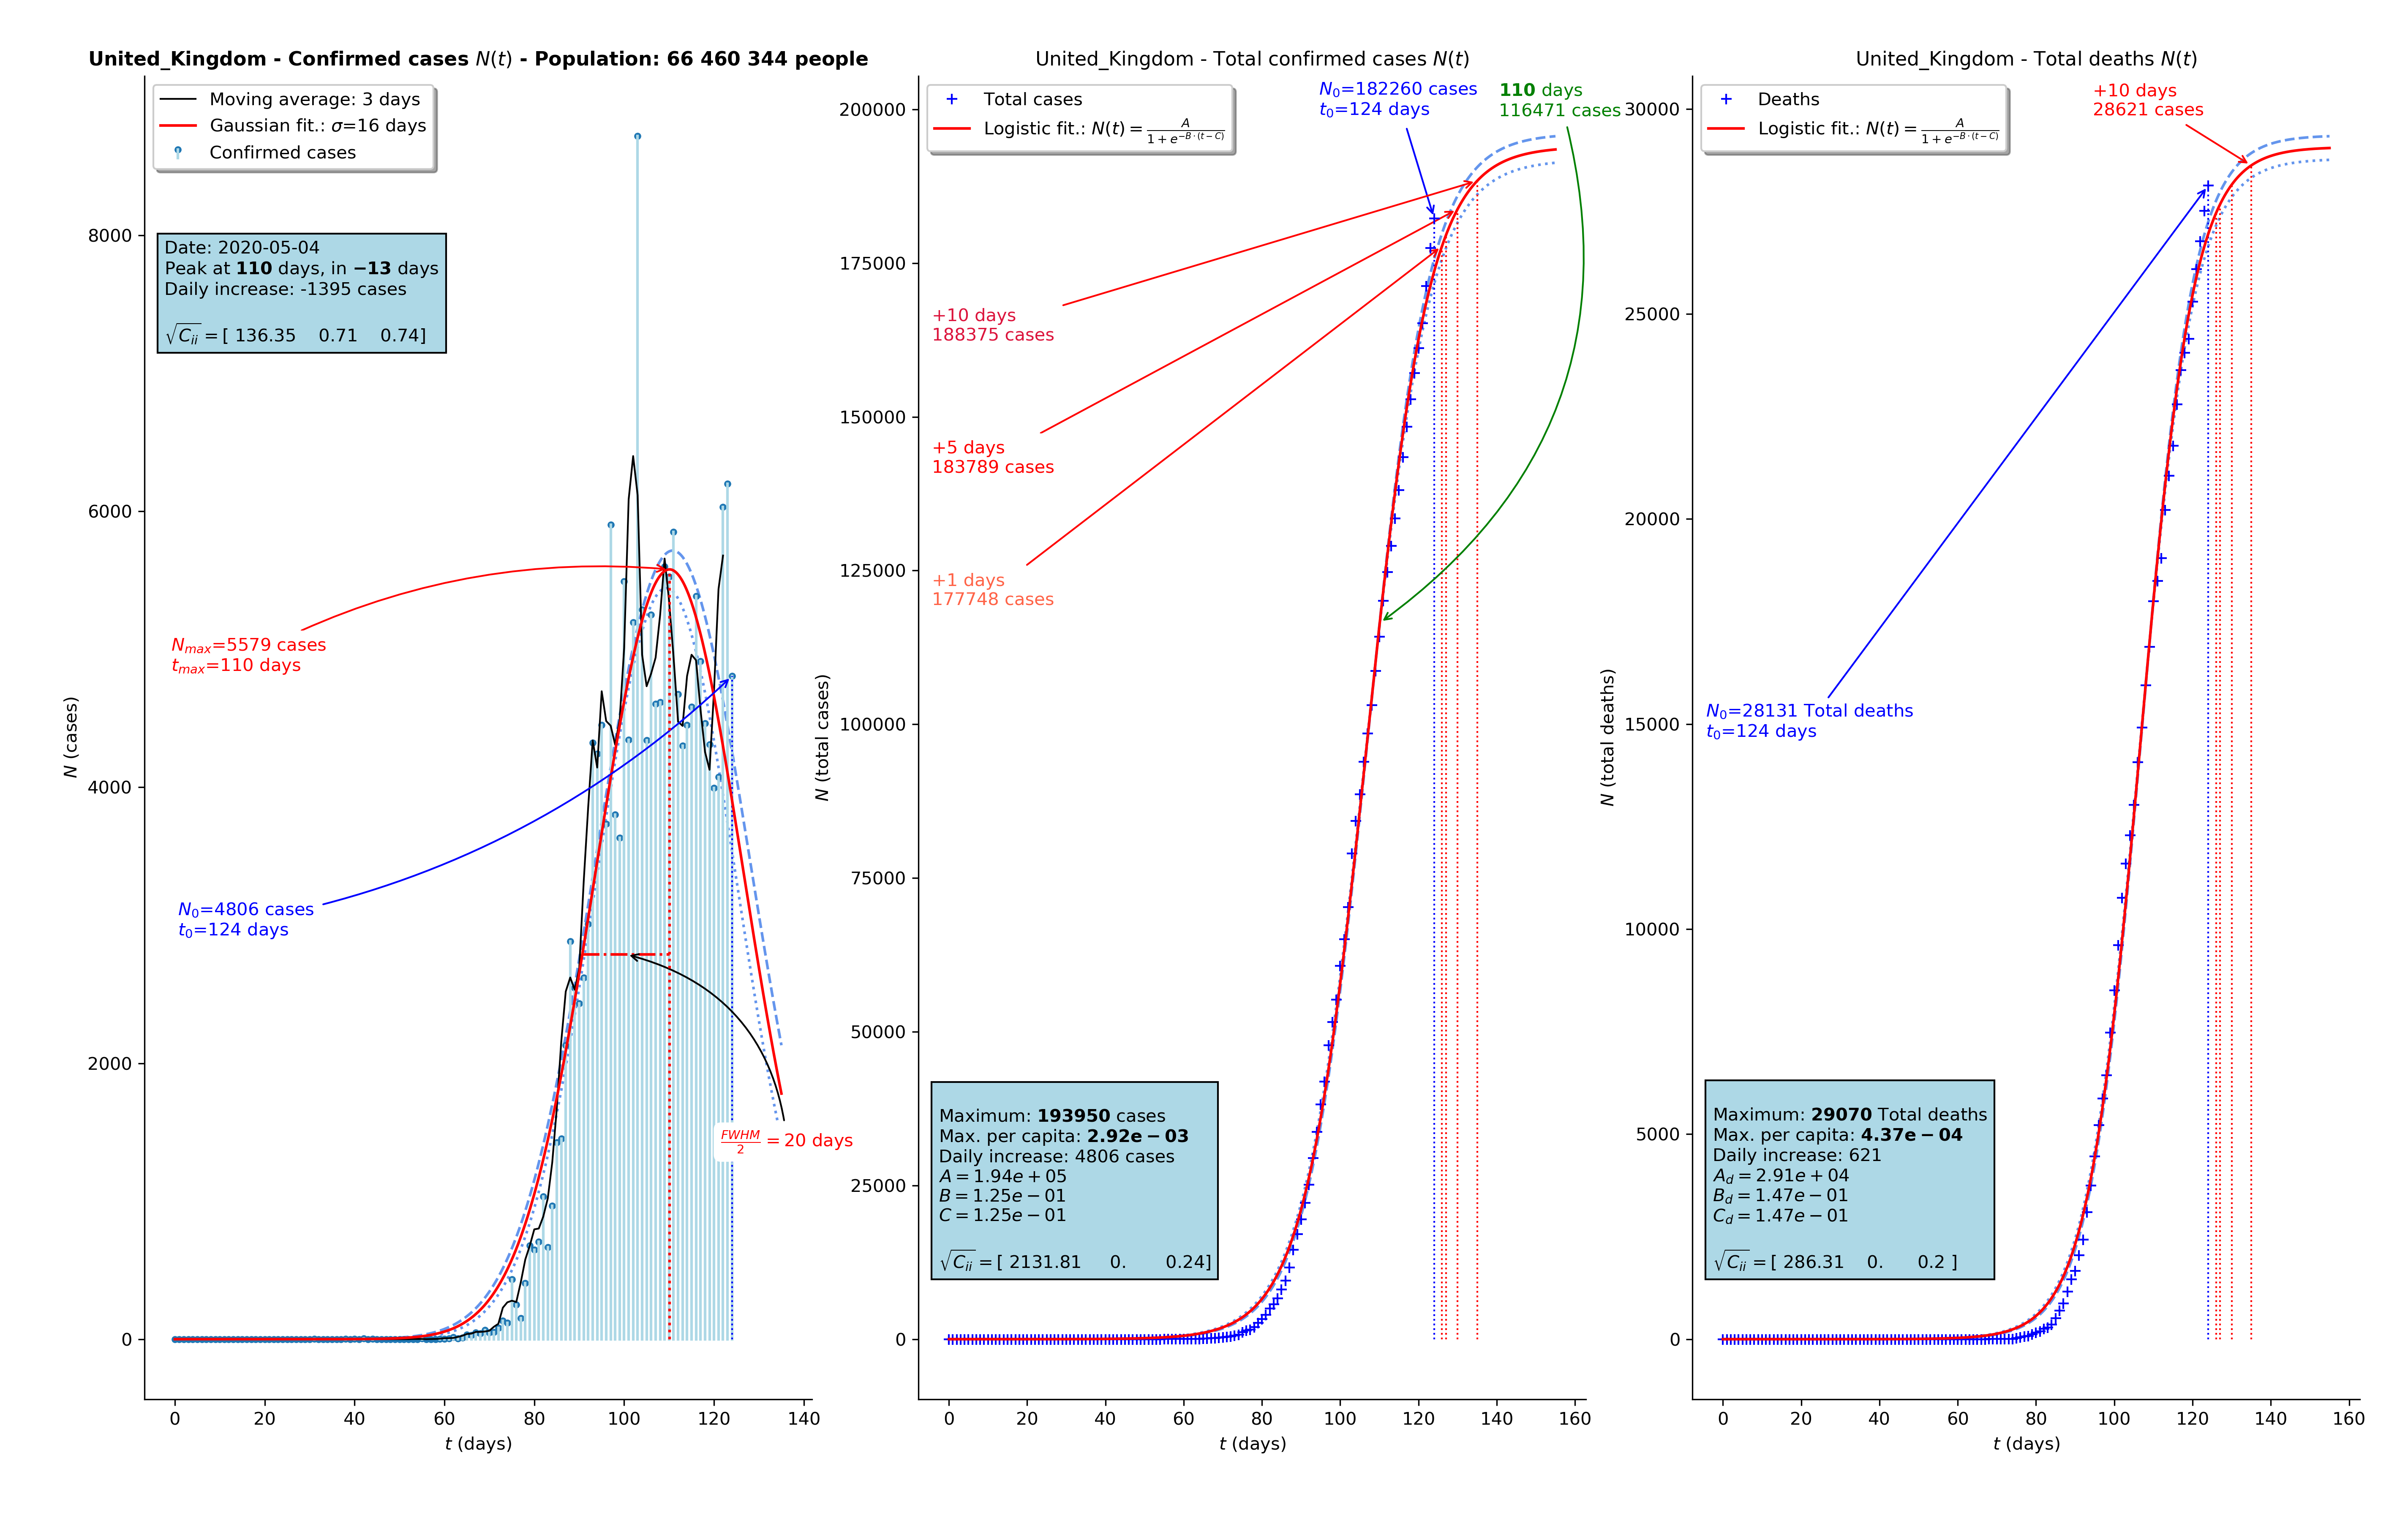 United_Kingdom - Confirmed cases N(t) - Population: 66 460 344 people
Moving average: 3 days
Gaussian fit.: σ=16 days
Confirmed cases
Date: 2020-05-04
Peak at 110 days, in −13 days
Daily increase: -1395 cases
√C_ii = [ 136.35 0.71 0.74]
N_max=5579 cases
t_max=110 days
N_0=4806 cases
t_0=124 days
FWHM/2 = 20 days
N (cases)
8000
6000
4000
2000
0
0 20 40 60 80 100 120 140
t (days)
United_Kingdom - Total confirmed cases N(t)
Total cases
Logistic fit.: N(t) = A/(1 + e^{−B·(t−C)})
N_0=182260 cases
t_0=124 days
110 days
116471 cases
+10 days
188375 cases
+5 days
183789 cases
+1 days
177748 cases
Maximum: 193950 cases
Max. per capita: 2.92e − 03
Daily increase: 4806 cases
A = 1.94e + 05
B = 1.25e − 01
C = 1.25e − 01
√C_ii = [ 2131.81 0. 0.24]
N (total cases)
200000
175000
150000
125000
100000
75000
50000
25000
0
0 20 40 60 80 100 120 140 160
t (days)
United_Kingdom - Total deaths N(t)
Deaths
Logistic fit.: N(t) = A/(1 + e^{−B·(t−C)})
+10 days
28621 cases
N_0=28131 Total deaths
t_0=124 days
Maximum: 29070 Total deaths
Max. per capita: 4.37e − 04
Daily increase: 621
A_d = 2.91e + 04
B_d = 1.47e − 01
C_d = 1.47e − 01
√C_ii = [ 286.31 0. 0.2 ]
N (total deaths)
30000
25000
20000
15000
10000
5000
0
0 20 40 60 80 100 120 140 160
t (days)